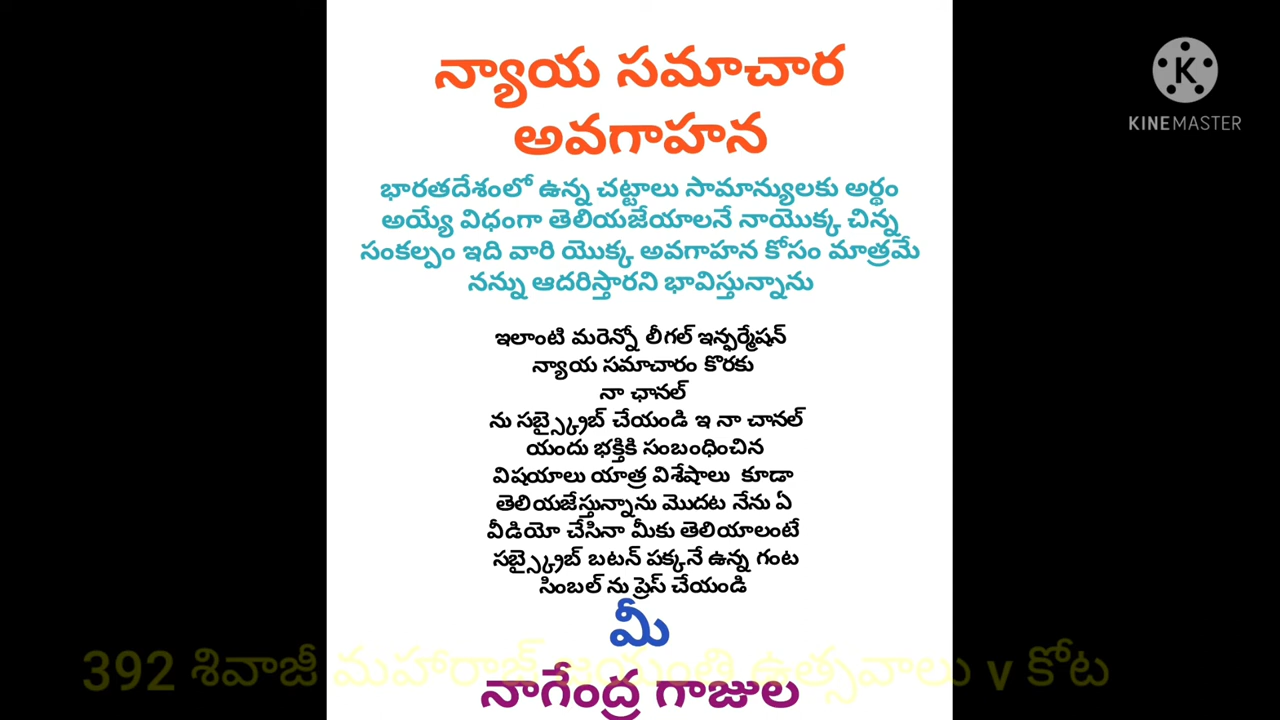 న్యాయ సమాచార
అవగాహన
భారతదేశంలో ఉన్న చట్టాలు సామాన్యులకు అర్థం
అయ్యే విధంగా తెలియజేయాలనే నాయొక్క చిన్న
సంకల్పం ఇది వారి యొక్క అవగాహన కోసం మాత్రమే
నన్ను ఆదరిస్తారని భావిస్తున్నాను
ఇలాంటి మరెన్నో లీగల్ ఇన్ఫర్మేషన్
న్యాయ సమాచారం కొరకు
నా ఛానల్
ను సబ్స్క్రైబ్ చేయండి ఇ నా చానల్
యందు భక్తికి సంబంధించిన
విషయాలు యాత్ర విశేషాలు కూడా
తెలియజేస్తున్నాను మొదట నేను ఏ
వీడియో చేసినా మీకు తెలియాలంటే
సబ్స్క్రైబ్ బటన్ పక్కనే ఉన్న గంట
సింబల్ ను ప్రెస్ చేయండి
మీ
392 శివాజీ మహారాజ్ జయంతి ఉత్సవాలు v కోట
నాగేంద్ర గాజుల
K
KINEMASTER